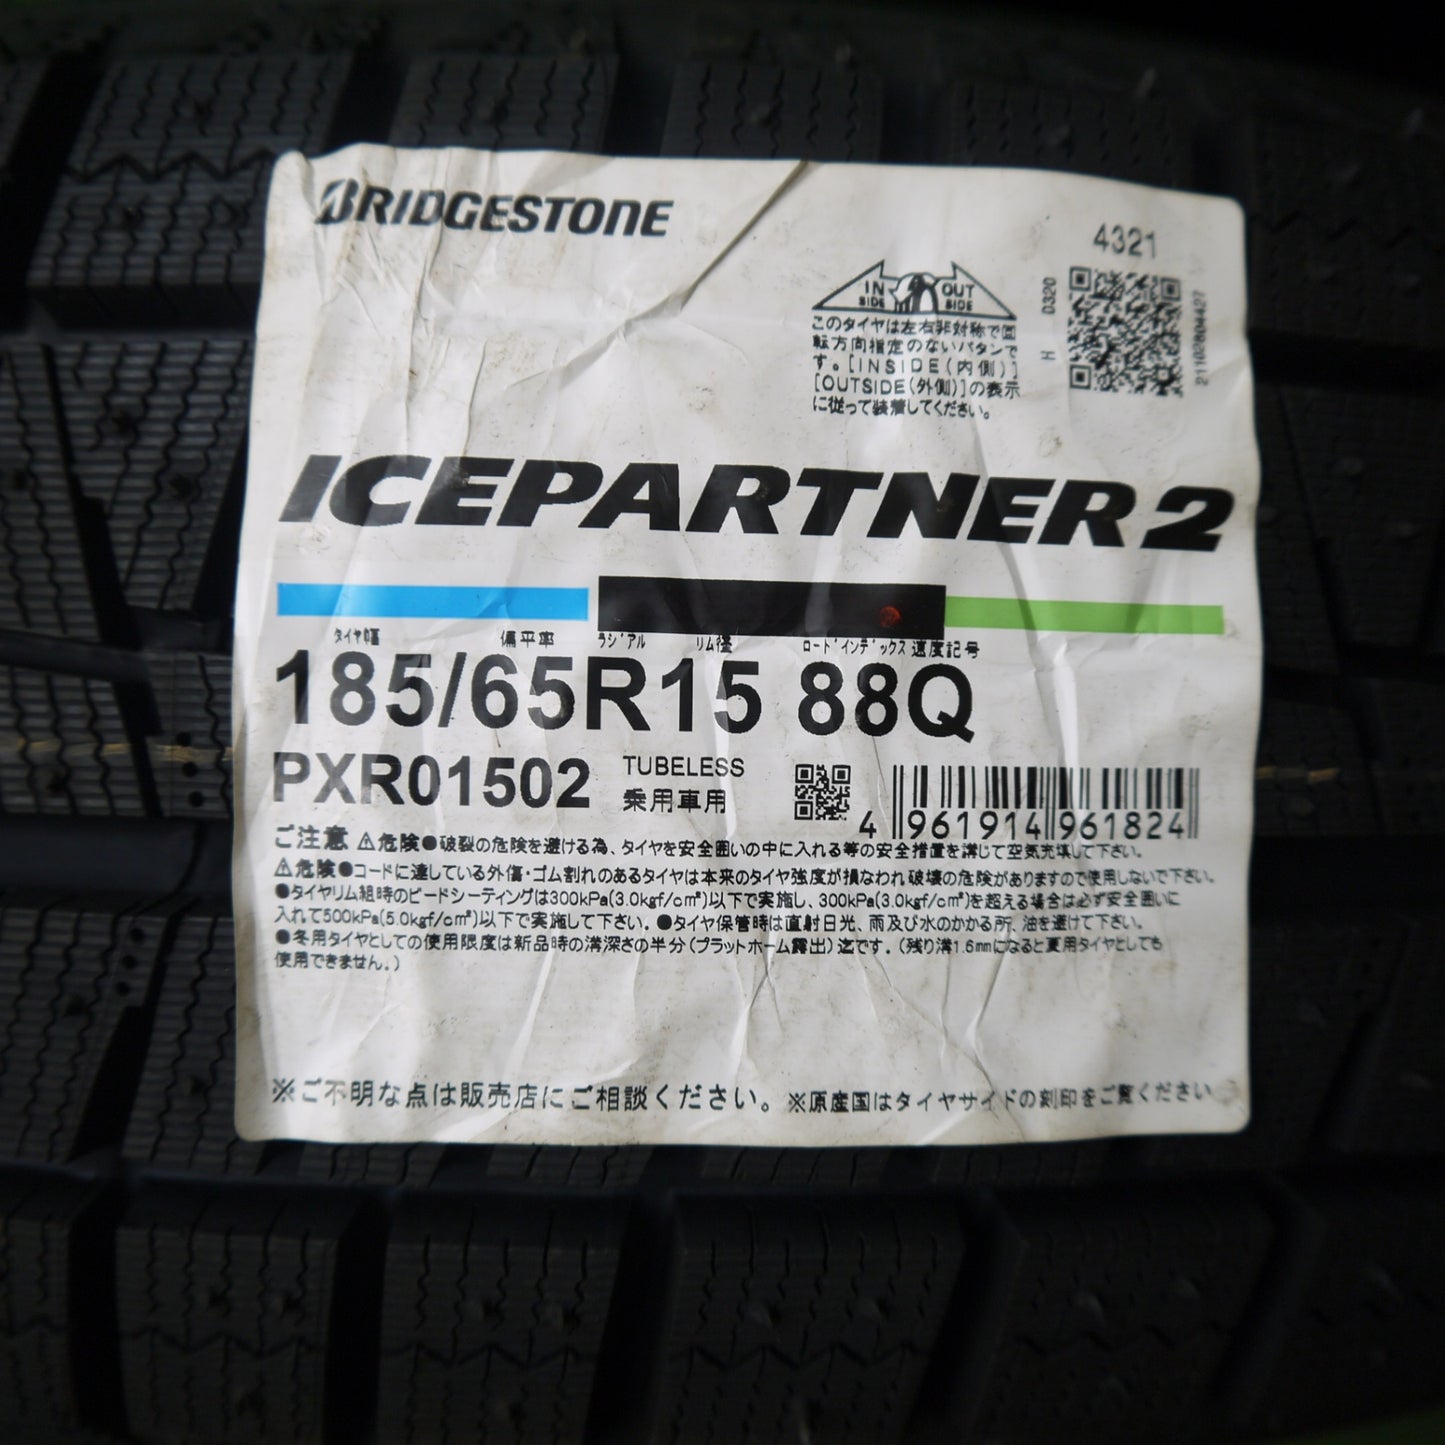 BRIDGESTONE
4321
IN SIDE OUT SIDE
このタイヤは左右非対称で回
転方向指定のないパタンで
す。[INSIDE(内側)]
[OUTSIDE(外側)]の表示
に従って装着してください。
H 0320
21102804427
ICEPARTNER2
タイヤ巾 偏平率 ラジアル リム径 ロードインデックス 速度記号
185/65R15 88Q
PXR01502 TUBELESS
乗用車用
4 961914 961824
ご注意 ⚠危険●破裂の危険を避ける為、タイヤを安全囲いの中に入れる等の安全措置を講じて空気充填して下さい。
⚠危険●コードに達している外傷・ゴム割れのあるタイヤは本来のタイヤ強度が損なわれ破壊の危険がありますので使用しないで下さい。
●タイヤリム組時のビードシーティングは300kPa(3.0kgf/c㎡)以下で実施し、300kPa(3.0kgf/c㎡)を超える場合は必ず安全囲いに
入れて500kPa(5.0kgf/c㎡)以下で実施して下さい。●タイヤ保管時は直射日光、雨及び水のかかる所、油を避けて下さい。
●冬用タイヤとしての使用限度は新品時の溝深さの半分(プラットホーム露出)迄です。(残り溝1.6mmになると夏用タイヤとしても
使用できません。)
※ご不明な点は販売店にご相談ください。※原産国はタイヤサイドの刻印をご覧ください